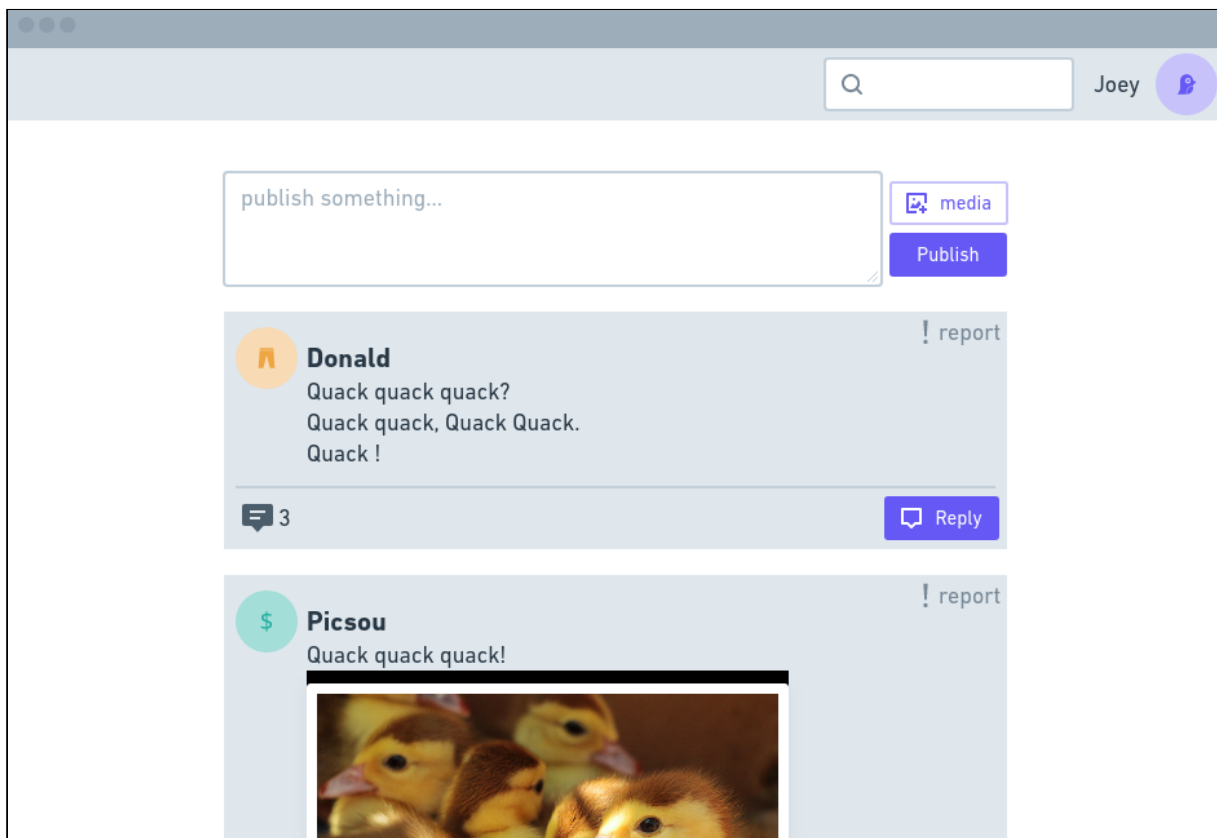 Joey
publish something...
media
Publish
! report
Donald
Quack quack quack?
Quack quack, Quack Quack.
Quack !
3
Reply
! report
$
Picsou
Quack quack quack!